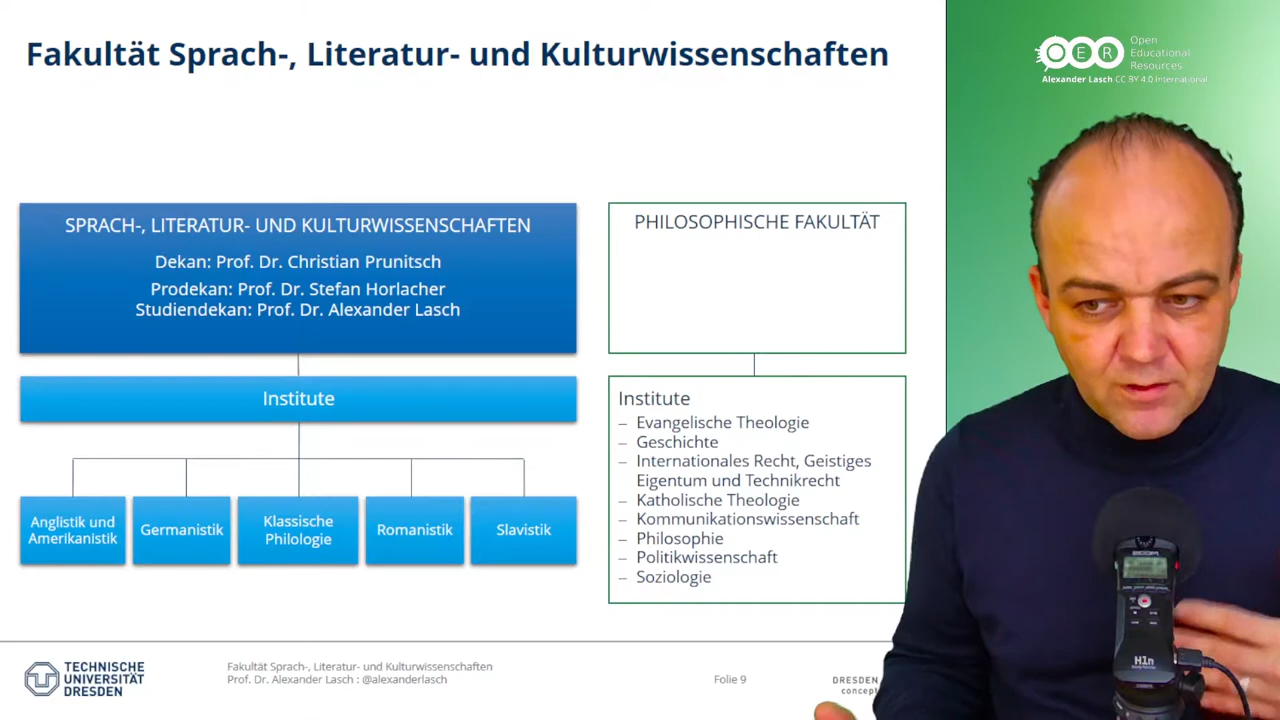 Fakultät Sprach-, Literatur- und Kulturwissenschaften
OER
Open
Educational
Resources
Alexander Lasch CC BY 4.0 International
SPRACH-, LITERATUR- UND KULTURWISSENSCHAFTEN
Dekan: Prof. Dr. Christian Prunitsch
Prodekan: Prof. Dr. Stefan Horlacher
Studiendekan: Prof. Dr. Alexander Lasch
Institute
Anglistik und
Amerikanistik
Germanistik
Klassische
Philologie
Romanistik
Slavistik
PHILOSOPHISCHE FAKULTÄT
Institute
– Evangelische Theologie
– Geschichte
– Internationales Recht, Geistiges
Eigentum und Technikrecht
– Katholische Theologie
– Kommunikationswissenschaft
– Philosophie
– Politikwissenschaft
– Soziologie
zoom
H1n
TECHNISCHE
UNIVERSITÄT
DRESDEN
Fakultät Sprach-, Literatur- und Kulturwissenschaften
Prof. Dr. Alexander Lasch : @alexanderlasch
Folie 9
DRESDEN
concept